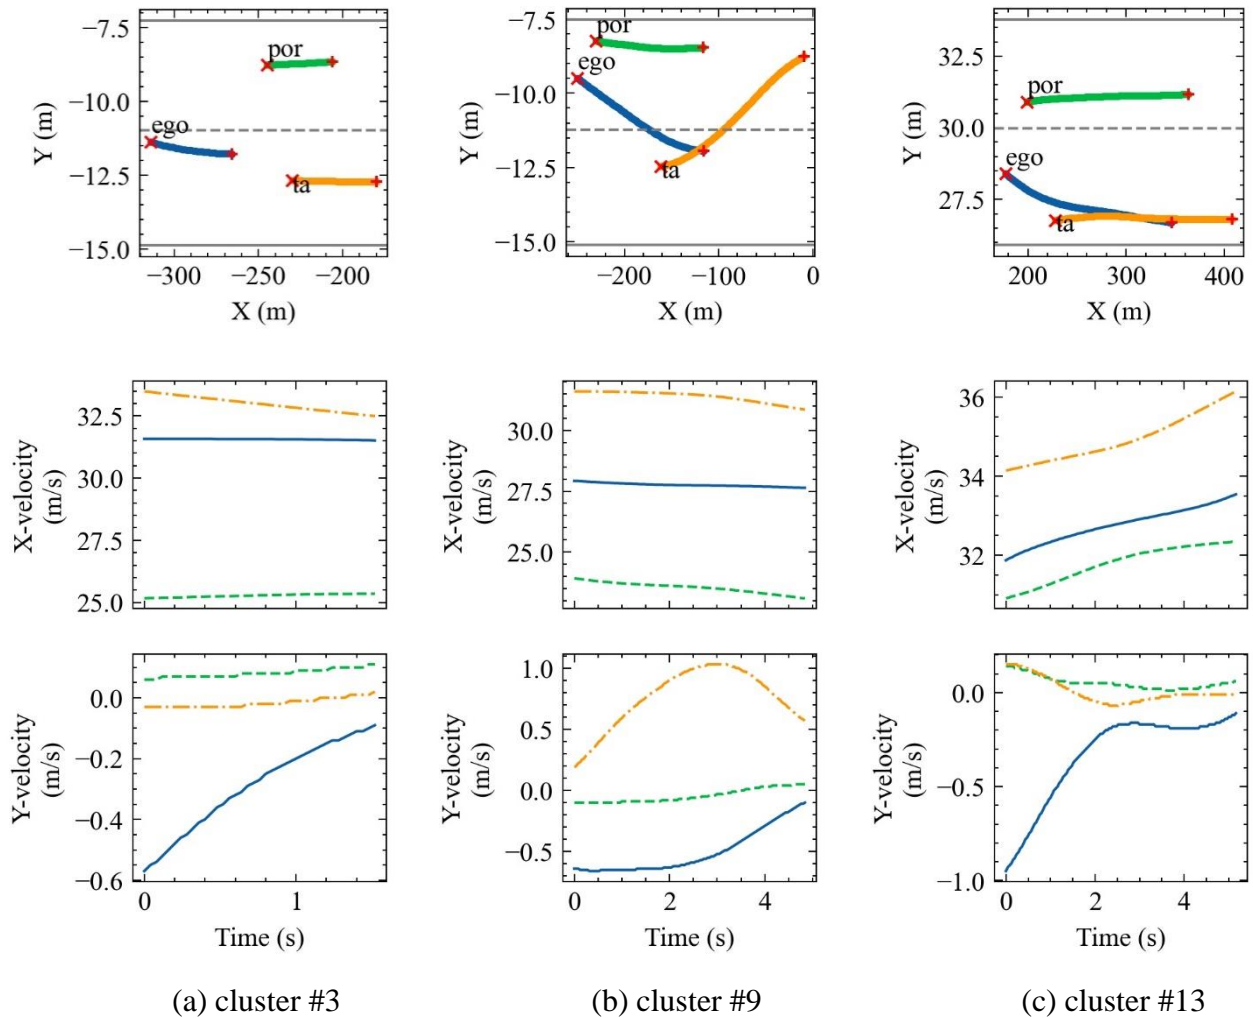 −7.5
−10.0
−12.5
−15.0
Y (m)
por
ego
ta
−300
−250
−200
X (m)
−7.5
−10.0
−12.5
−15.0
Y (m)
por
ego
ta
−200
−100
0
X (m)
32.5
30.0
27.5
Y (m)
por
ego
ta
200
300
400
X (m)
32.5
30.0
27.5
25.0
X-velocity
(m/s)
30.0
27.5
25.0
X-velocity
(m/s)
36
34
32
X-velocity
(m/s)
0.0
−0.2
−0.4
−0.6
Y-velocity
(m/s)
0
1
Time (s)
1.0
0.5
0.0
−0.5
Y-velocity
(m/s)
0
2
4
Time (s)
0.0
−0.5
−1.0
Y-velocity
(m/s)
0
2
4
Time (s)
(a) cluster #3
(b) cluster #9
(c) cluster #13